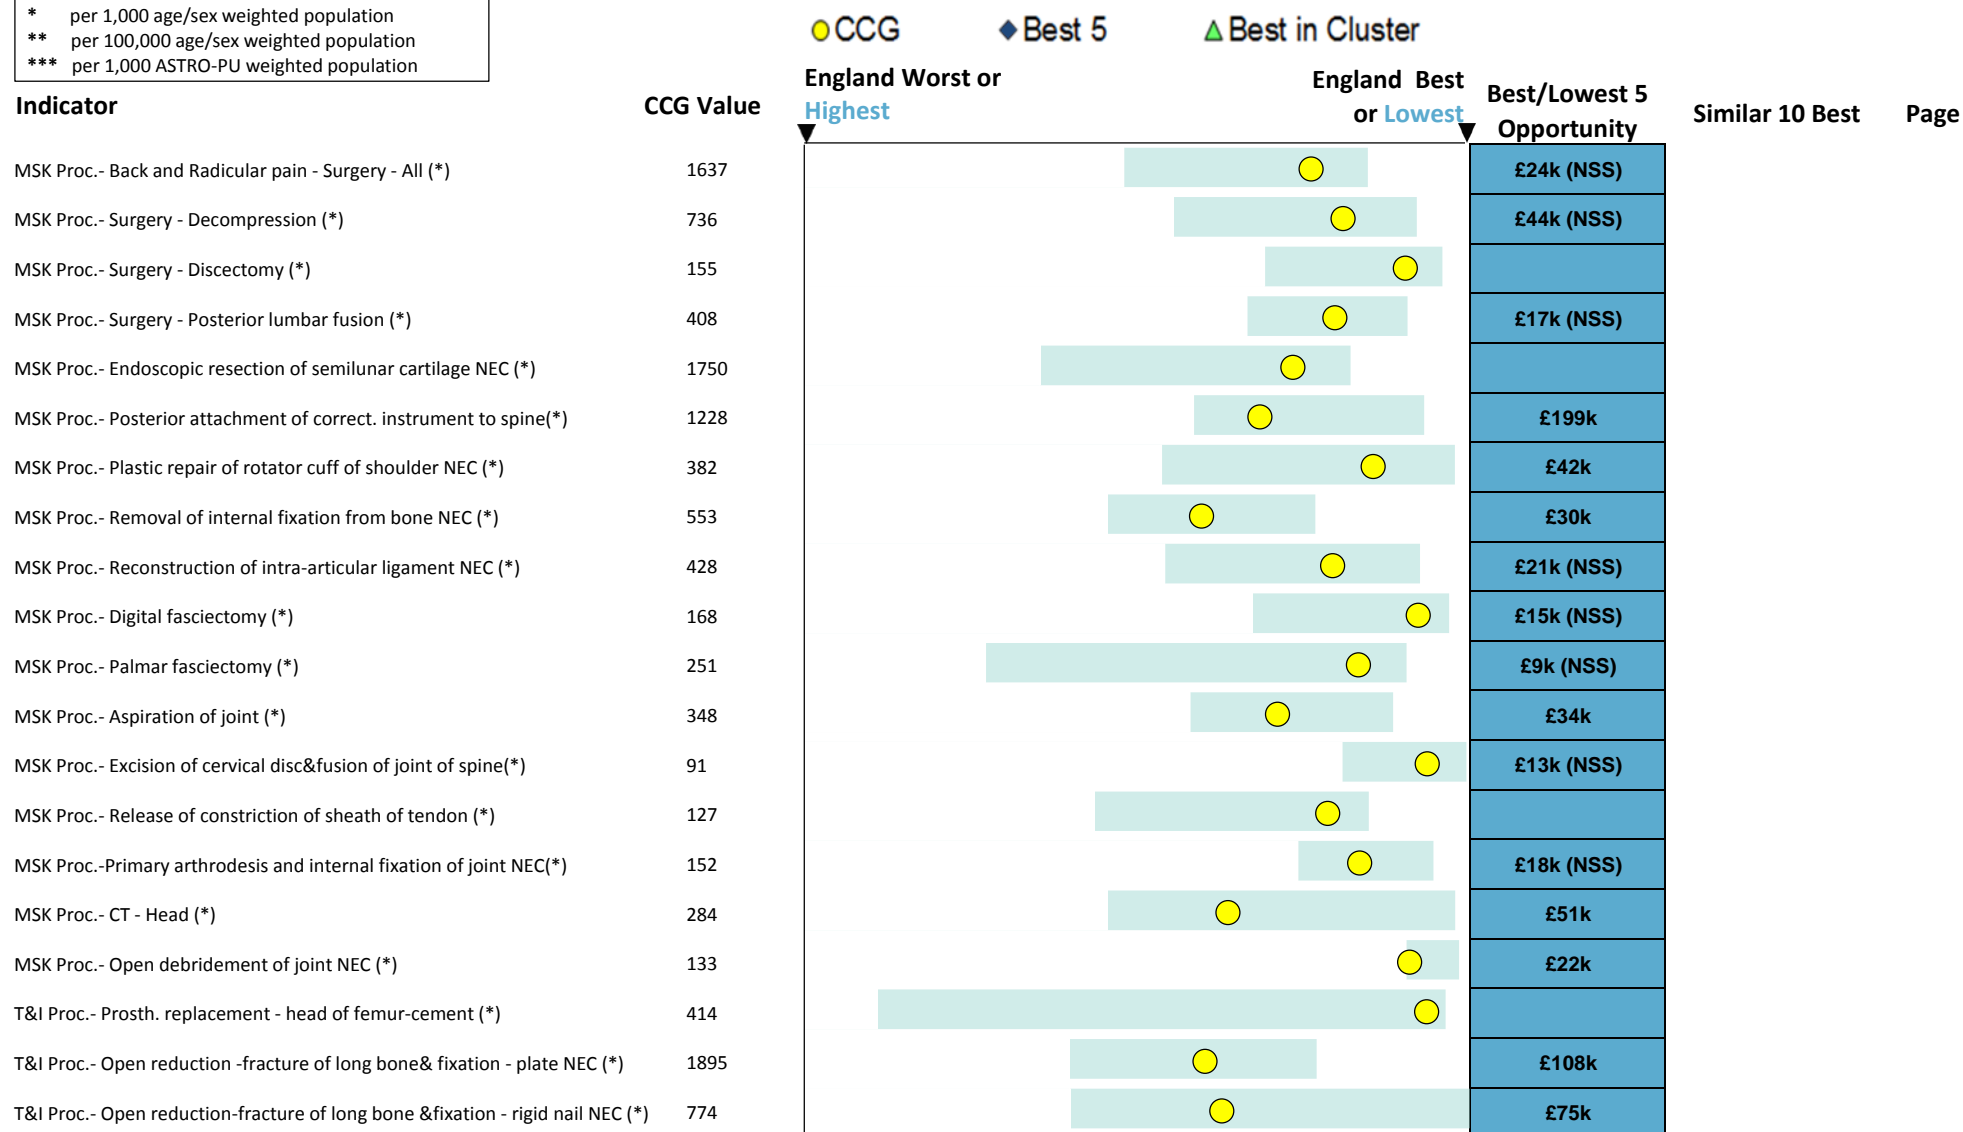 * per 1,000 age/sex weighted population
** per 100,000 age/sex weighted population
*** per 1,000 ASTRO-PU weighted population
CCG Best 5 Best in Cluster
Indicator CCG Value England Worst or Highest England Best or Lowest Best/Lowest 5 Opportunity Similar 10 Best Page
MSK Proc.- Back and Radicular pain - Surgery - All (*) 1637 £24k (NSS)
MSK Proc.- Surgery - Decompression (*) 736 £44k (NSS)
MSK Proc.- Surgery - Discectomy (*) 155
MSK Proc.- Surgery - Posterior lumbar fusion (*) 408 £17k (NSS)
MSK Proc.- Endoscopic resection of semilunar cartilage NEC (*) 1750
MSK Proc.- Posterior attachment of correct. instrument to spine(*) 1228 £199k
MSK Proc.- Plastic repair of rotator cuff of shoulder NEC (*) 382 £42k
MSK Proc.- Removal of internal fixation from bone NEC (*) 553 £30k
MSK Proc.- Reconstruction of intra-articular ligament NEC (*) 428 £21k (NSS)
MSK Proc.- Digital fasciectomy (*) 168 £15k (NSS)
MSK Proc.- Palmar fasciectomy (*) 251 £9k (NSS)
MSK Proc.- Aspiration of joint (*) 348 £34k
MSK Proc.- Excision of cervical disc&fusion of joint of spine(*) 91 £13k (NSS)
MSK Proc.- Release of constriction of sheath of tendon (*) 127
MSK Proc.-Primary arthrodesis and internal fixation of joint NEC(*) 152 £18k (NSS)
MSK Proc.- CT - Head (*) 284 £51k
MSK Proc.- Open debridement of joint NEC (*) 133 £22k
T&I Proc.- Prosth. replacement - head of femur-cement (*) 414
T&I Proc.- Open reduction -fracture of long bone& fixation - plate NEC (*) 1895 £108k
T&I Proc.- Open reduction-fracture of long bone &fixation - rigid nail NEC (*) 774 £75k